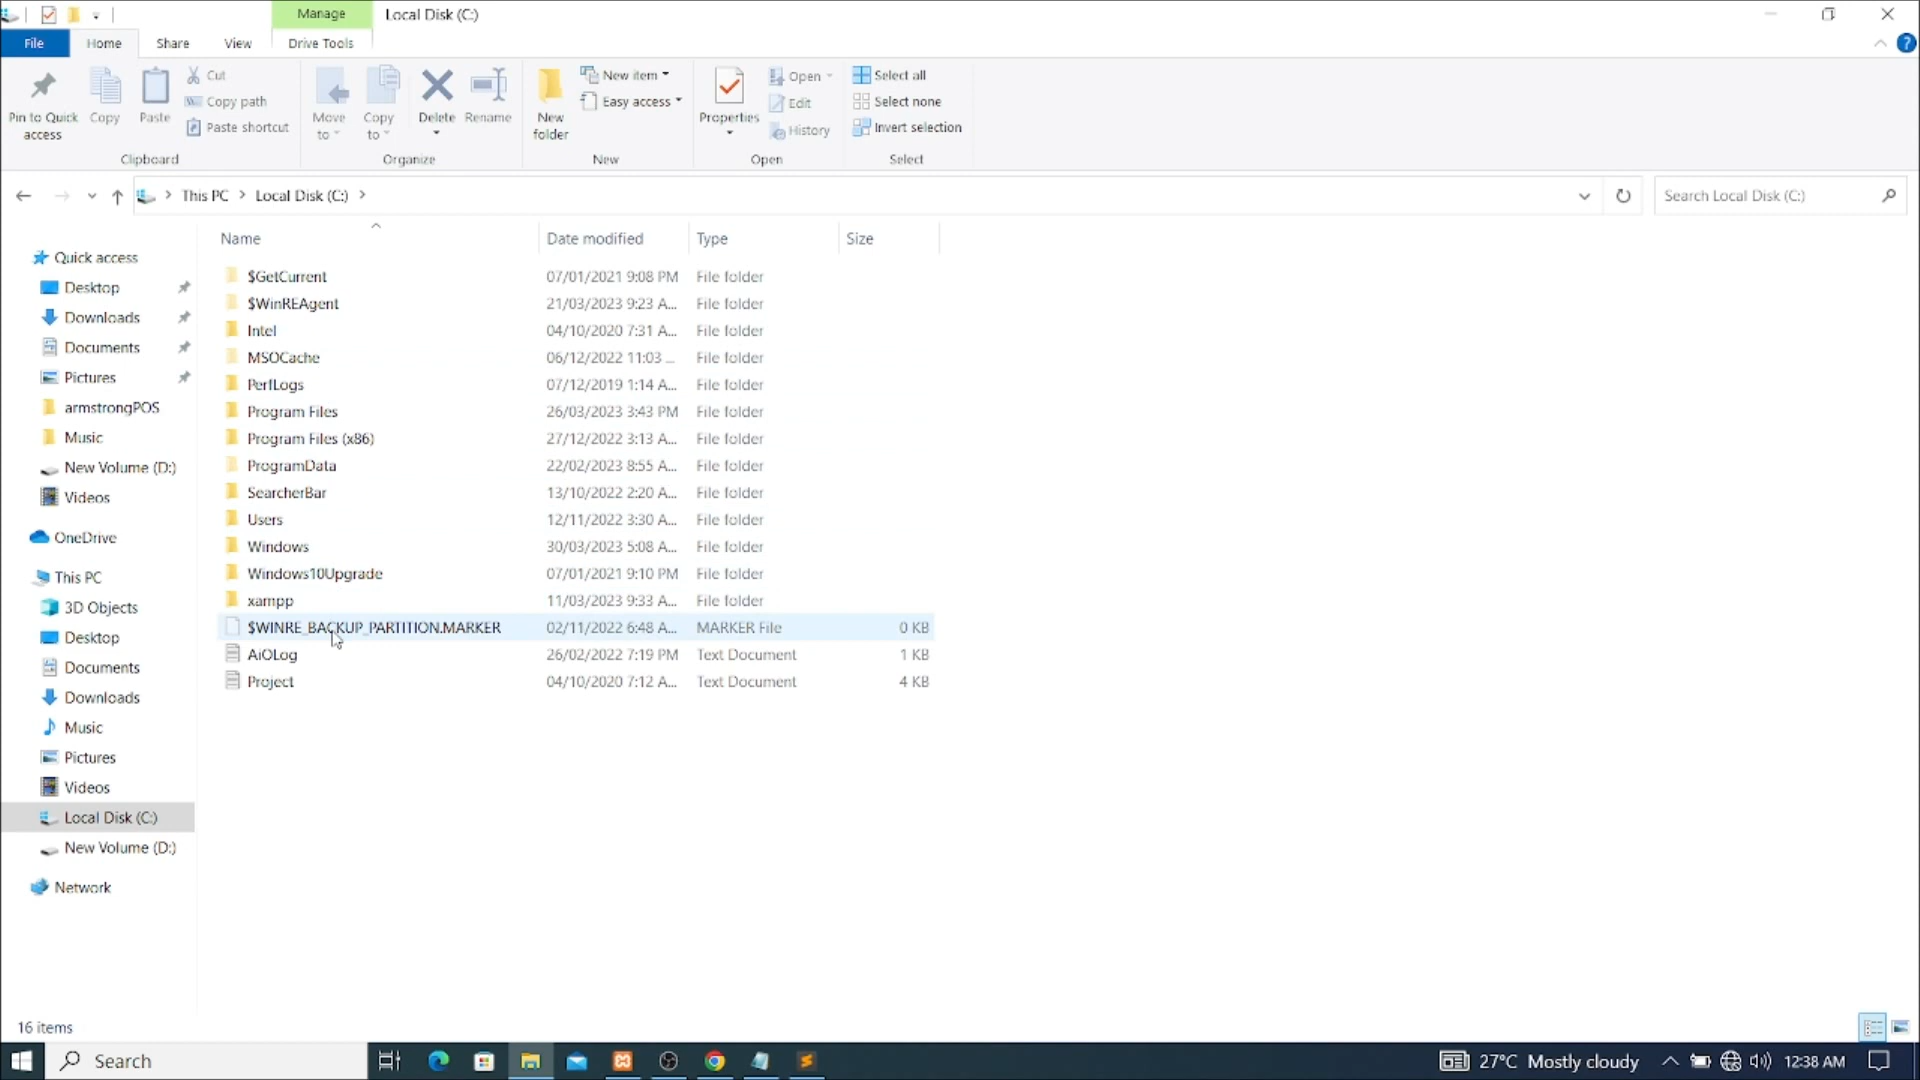 Manage
Local Disk (C:)
File
Home
Share
View
Drive Tools
?
Pin to Quick access
Copy
Paste
Cut
Copy path
Paste shortcut
Clipboard
Move to
Copy to
Delete
Rename
Organize
New folder
New item
Easy access
New
Properties
Open
Edit
History
Open
Select all
Select none
Invert selection
Select
This PC
Local Disk (C:)
Search Local Disk (C:)
Name Date modified Type Size
$GetCurrent 07/01/2021 9:08 PM File folder
$WinREAgent 21/03/2023 9:23 A... File folder
Intel 04/10/2020 7:31 A... File folder
MSOCache 06/12/2022 11:03 ... File folder
PerfLogs 07/12/2019 1:14 A... File folder
Program Files 26/03/2023 3:43 PM File folder
Program Files (x86) 27/12/2022 3:13 A... File folder
ProgramData 22/02/2023 8:55 A... File folder
SearcherBar 13/10/2022 2:20 A... File folder
Users 12/11/2022 3:30 A... File folder
Windows 30/03/2023 5:08 A... File folder
Windows10Upgrade 07/01/2021 9:10 PM File folder
xampp 11/03/2023 9:33 A... File folder
$WINRE_BACKUP_PARTITION.MARKER 02/11/2022 6:48 A... MARKER File 0 KB
AiOLog 26/02/2022 7:19 PM Text Document 1 KB
Project 04/10/2020 7:12 A... Text Document 4 KB
Quick access
Desktop
Downloads
Documents
Pictures
armstrongPOS
Music
New Volume (D:)
Videos
OneDrive
This PC
3D Objects
Desktop
Documents
Downloads
Music
Pictures
Videos
Local Disk (C:)
New Volume (D:)
Network
16 items
Search
27°C Mostly cloudy
12:38 AM